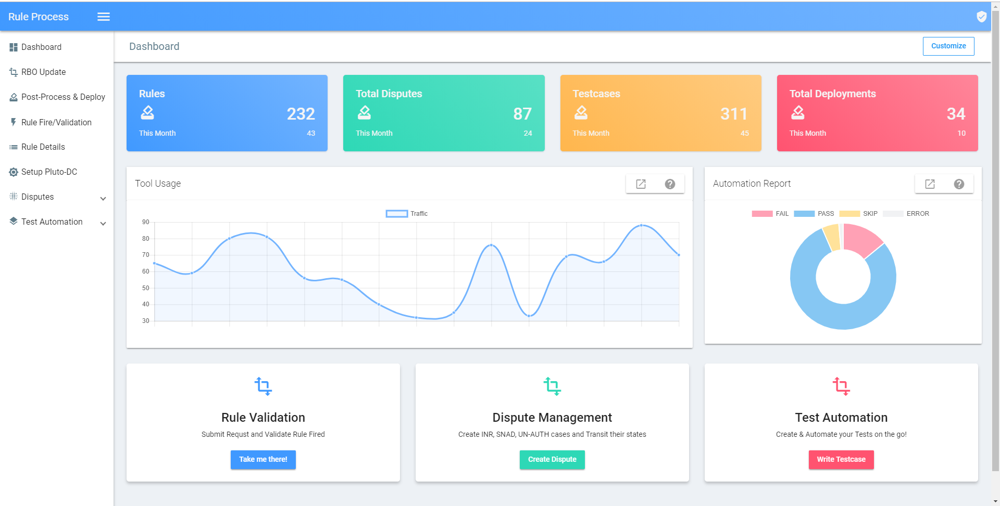 Rule Process
Dashboard
RBO Update
Post-Process & Deploy
Rule Fire/Validation
Rule Details
Setup Pluto-DC
Disputes
Test Automation
Dashboard
Customize
Rules
232
This Month 43
Total Disputes
87
This Month 24
Testcases
311
This Month 45
Total Deployments
34
This Month 10
Tool Usage
Traffic
90
80
70
60
50
40
30
Automation Report
FAIL PASS SKIP ERROR
Rule Validation
Submit Requst and Validate Rule Fired
Take me there!
Dispute Management
Create INR, SNAD, UN-AUTH cases and Transit their states
Create Dispute
Test Automation
Create & Automate your Tests on the go!
Write Testcase